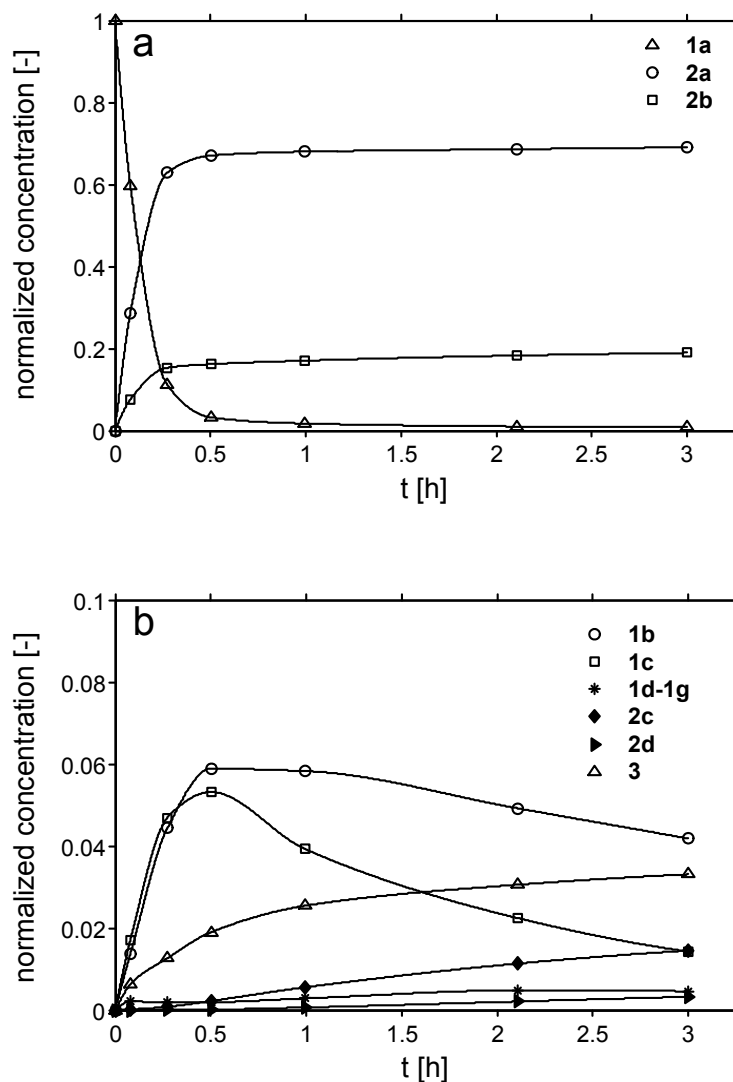 a
1a
2a
2b
normalized concentration [-]
1
0.8
0.6
0.4
0.2
0
0 0.5 1 1.5 2 2.5 3
t [h]
b
1b
1c
1d-1g
2c
2d
3
normalized concentration [-]
0.1
0.08
0.06
0.04
0.02
0
0 0.5 1 1.5 2 2.5 3
t [h]